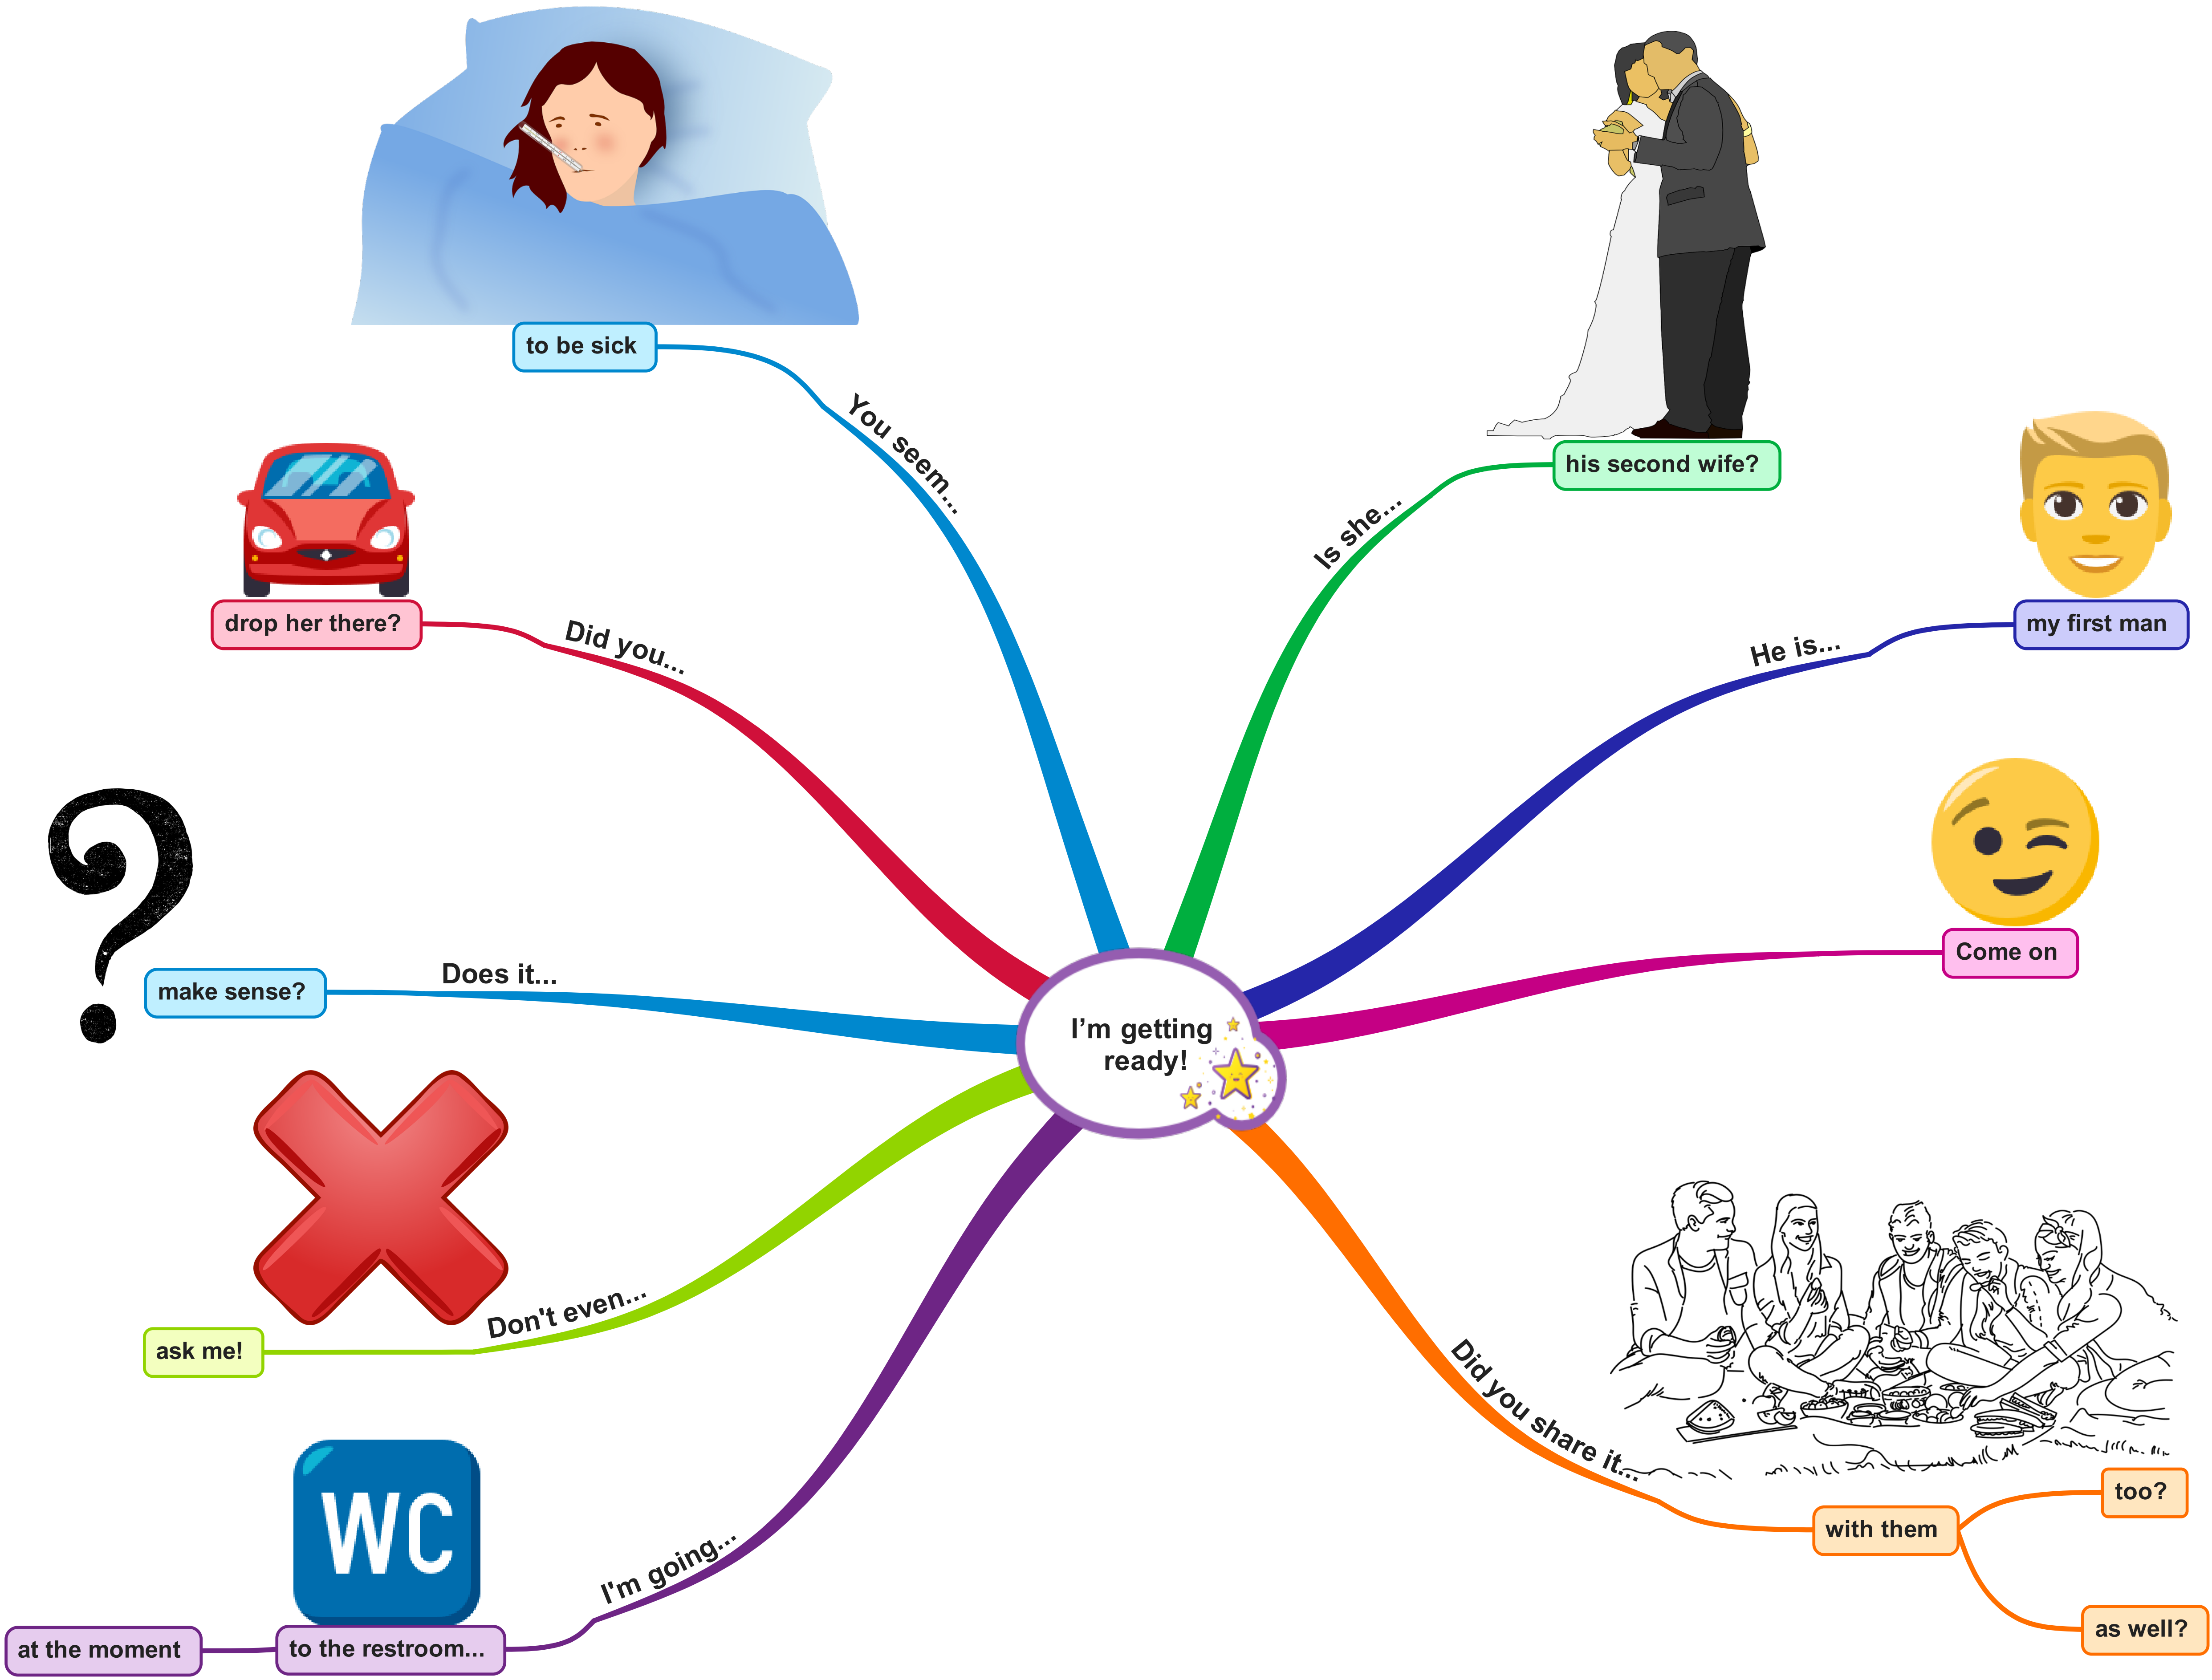 I’m getting
ready!
Is she...
his second wife?
He is...
my first man
Come on
Did you share it...
with them
too?
as well?
I'm going...
to the restroom...
at the moment
WC
Don't even...
ask me!
Does it...
make sense?
?
Did you...
drop her there?
You seem...
to be sick